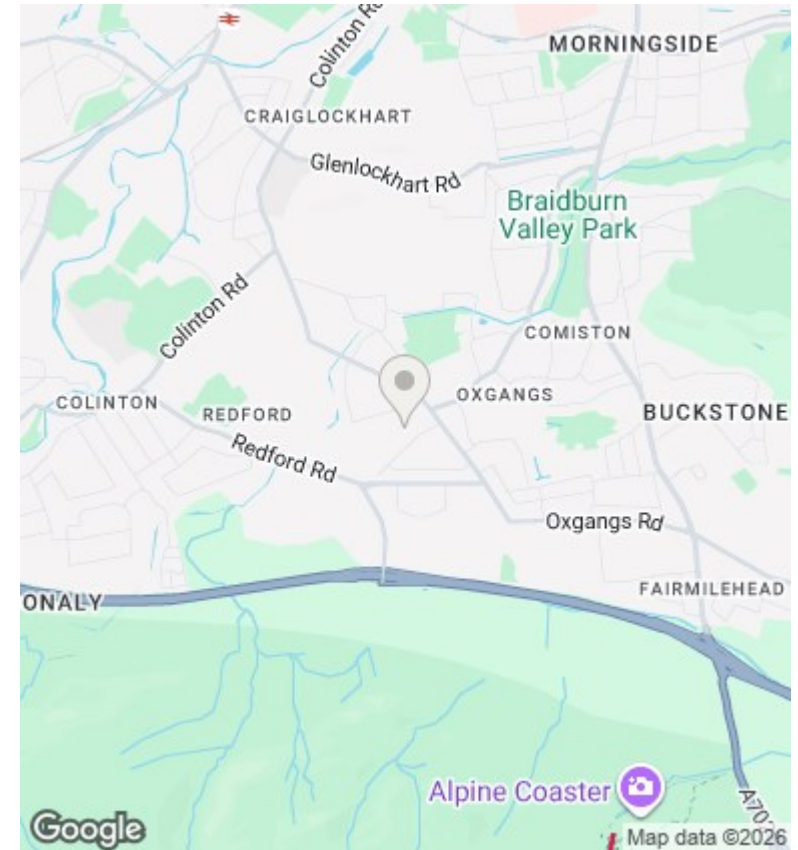 Colinton Rd
MORNINGSIDE
CRAIGLOCKHART
Glenlockhart Rd
Braidburn
Valley Park
Colinton Rd
COMISTON
OXGANGS
COLINTON
REDFORD
BUCKSTONE
Redford Rd
Oxgangs Rd
FAIRMILEHEAD
ONALY
Alpine Coaster
A70
Google
Map data ©2026